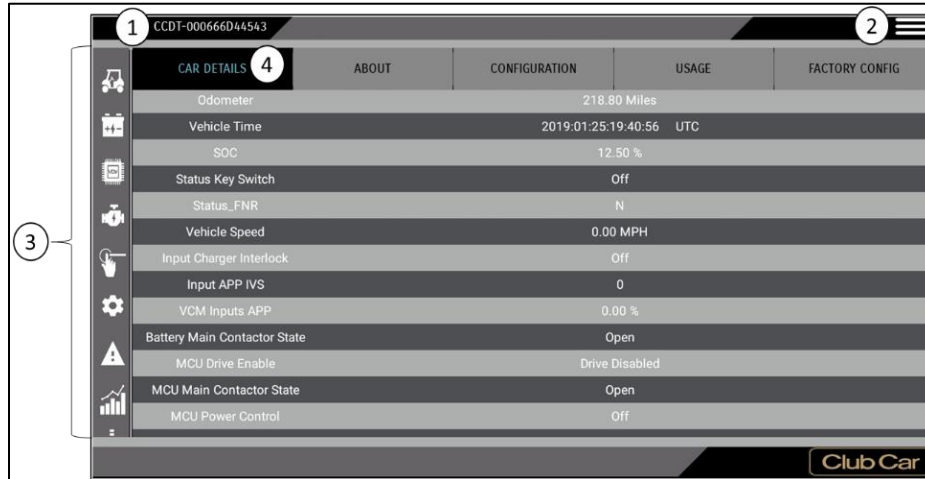 1 CCDT-000666D44543 2
CAR DETAILS 4 ABOUT CONFIGURATION USAGE FACTORY CONFIG
Odometer 218.80 Miles
Vehicle Time 2019:01:25:19:40:56 UTC
SOC 12.50 %
Status Key Switch Off
Status_FNR N
Vehicle Speed 0.00 MPH
3
Input Charger Interlock Off
Input APP IVS 0
VCM Inputs APP 0.00 %
Battery Main Contactor State Open
MCU Drive Enable Drive Disabled
MCU Main Contactor State Open
MCU Power Control Off
Club Car